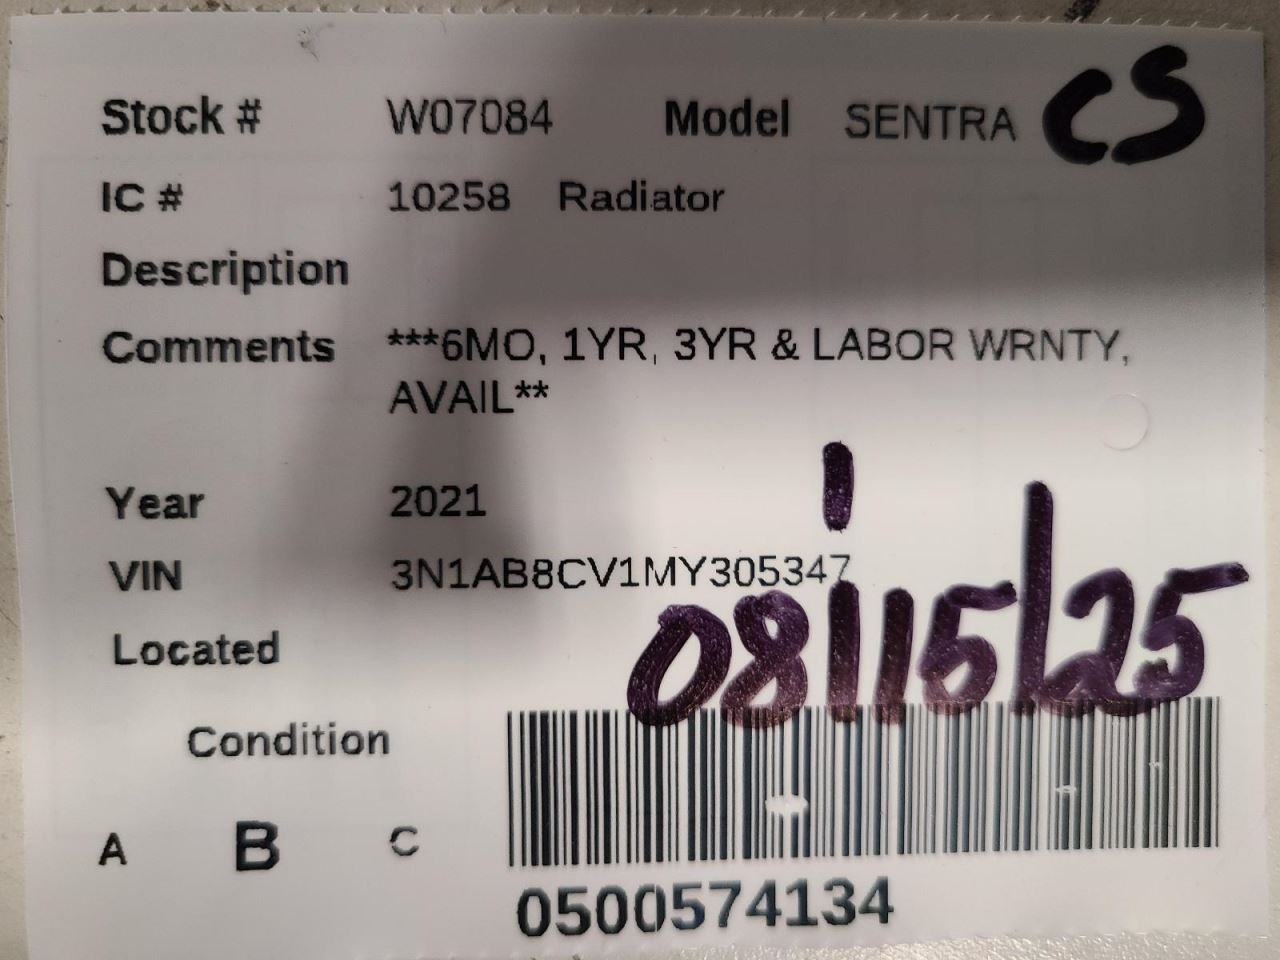 Stock # W07084 Model SENTRA CS
IC # 10258 Radiator
Description
Comments ***6MO, 1YR, 3YR & LABOR WRNTY,
AVAIL**
Year 2021
VIN 3N1AB8CV1MY305347
08/15/25
Located
Condition
A B C
0500574134